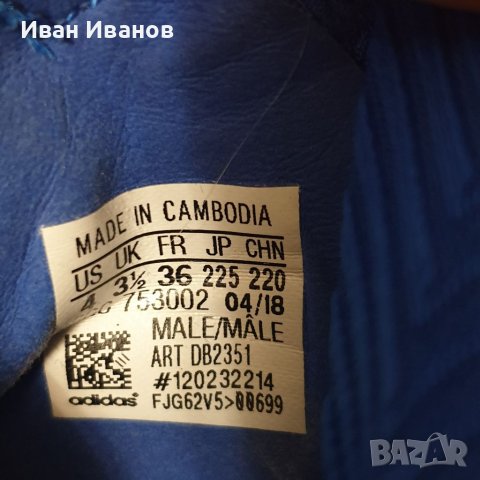 Иван Иванов
MADE IN CAMBODIA
US UK FR JP CHN
4 3½ 36 225 220
753002 04/18
MALE/MÂLE
ART DB2351
#120232214
adidas FJG62V5>00699
BAZAR